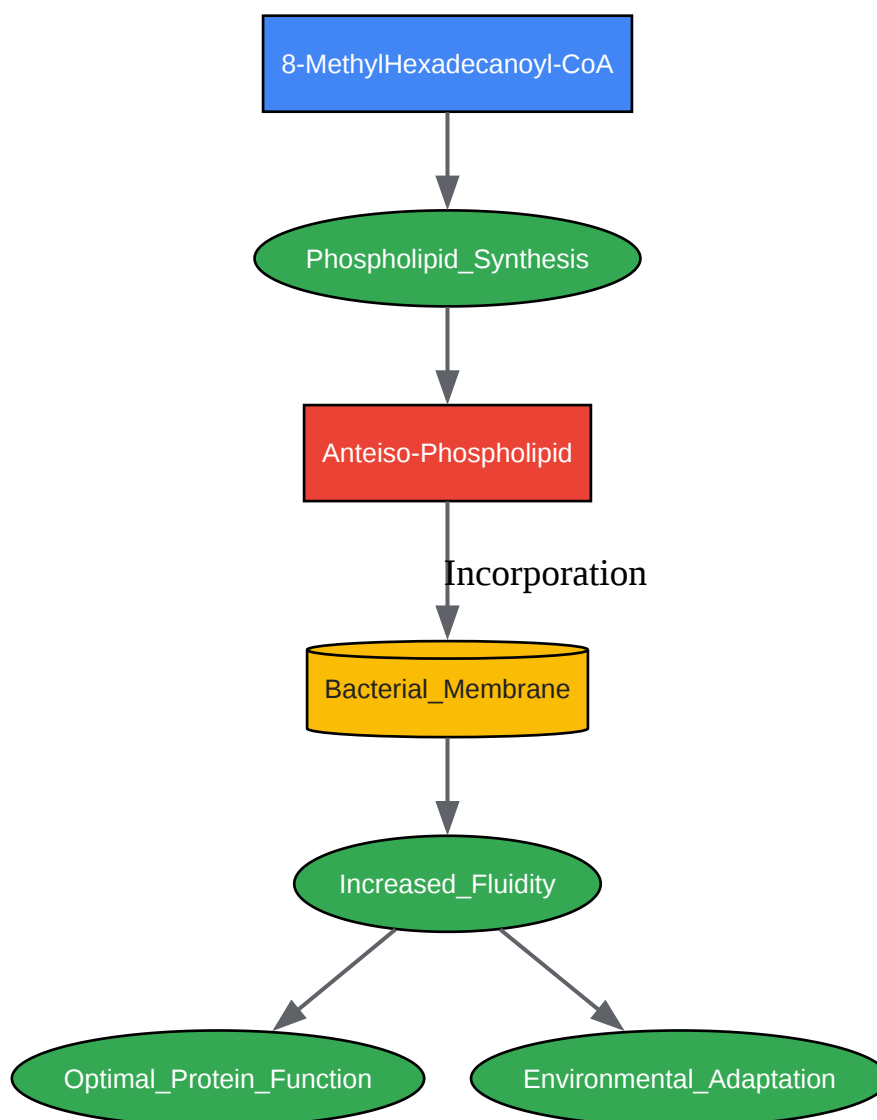 8-MethylHexadecanoyl-CoA
Phospholipid_Synthesis
Anteiso-Phospholipid
Incorporation
Bacterial_Membrane
Increased_Fluidity
Optimal_Protein_Function
Environmental_Adaptation